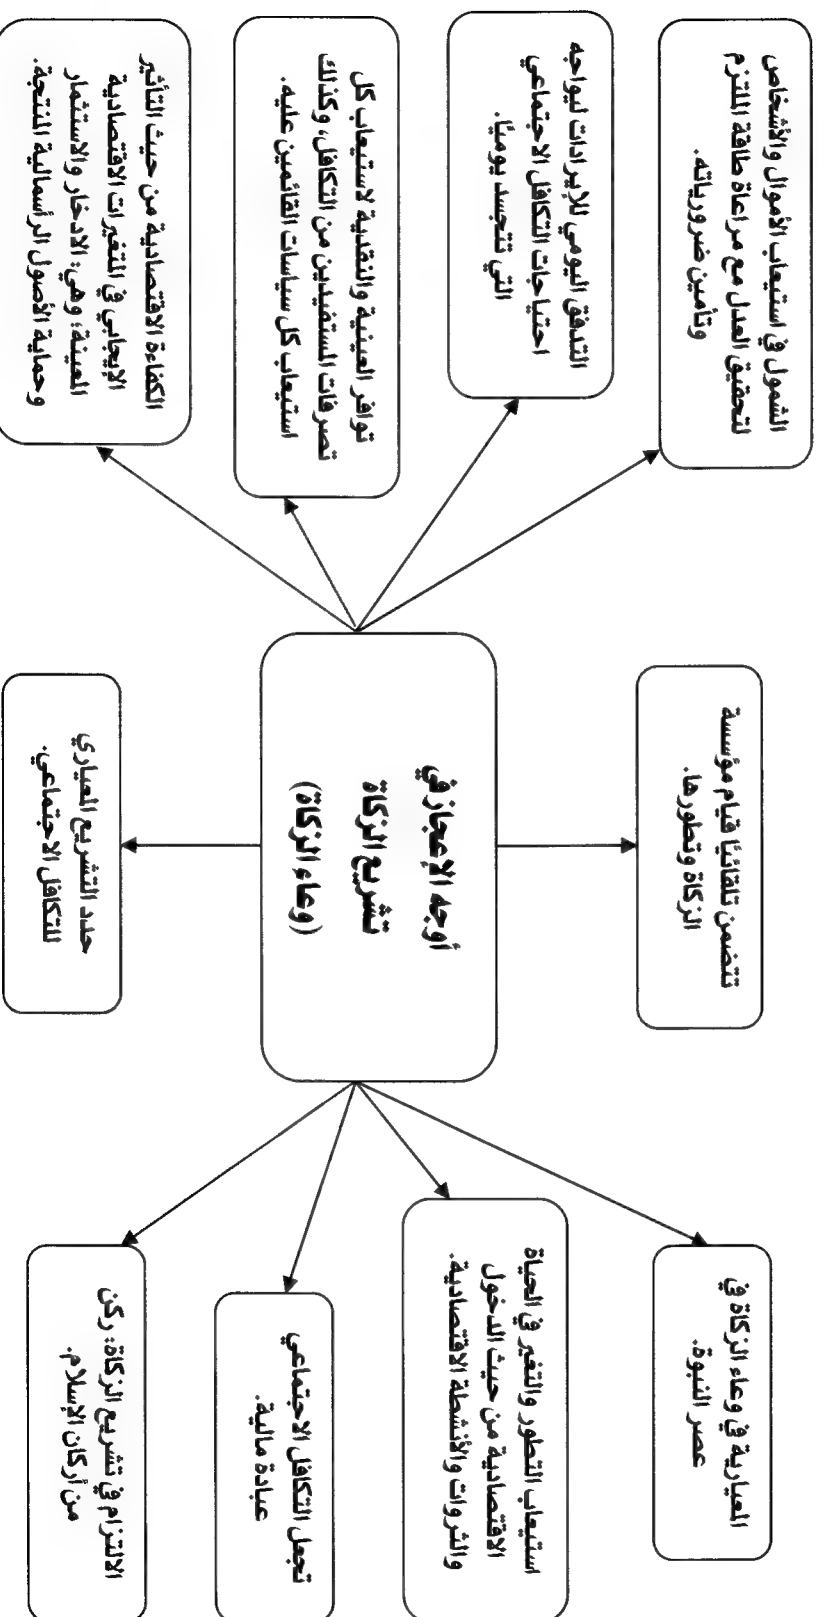 المعيارية في وعاء الزكاة في
عصر النبوة.
تتضمن تلقائيًا قيام مؤسسة
الزكاة وتطورها.
الشمول في استيعاب الأموال والأشخاص
لتحقيق العدل مع مراعاة طاقة الملتزم
وتأمين ضرورياته.
استيعاب التطور والتغير في الحياة
الاقتصادية من حيث الدخول
والثروات والأنشطة الاقتصادية.
أوجه الإعجاز في
تشريع الزكاة
(وعاء الزكاة)
التدفق اليومي للإيرادات ليواجه
احتياجات التكافل الاجتماعي
التي تتجسد يوميًا.
تجعل التكافل الاجتماعي
عبادة مالية.
توافر العينية والنقدية لاستيعاب كل
تصرفات المستفيدين من التكافل، وكذلك
استيعاب كل سياسات القائمين عليه.
الالتزام في تشريع الزكاة: ركن
من أركان الإسلام.
حدد التشريع المعياري
للتكافل الاجتماعي.
الكفاءة الاقتصادية من حيث التأثير
الإيجابي في المتغيرات الاقتصادية
المعينة؛ وهي: الادخار والاستثمار
وحماية الأصول الرأسمالية المنتجة.